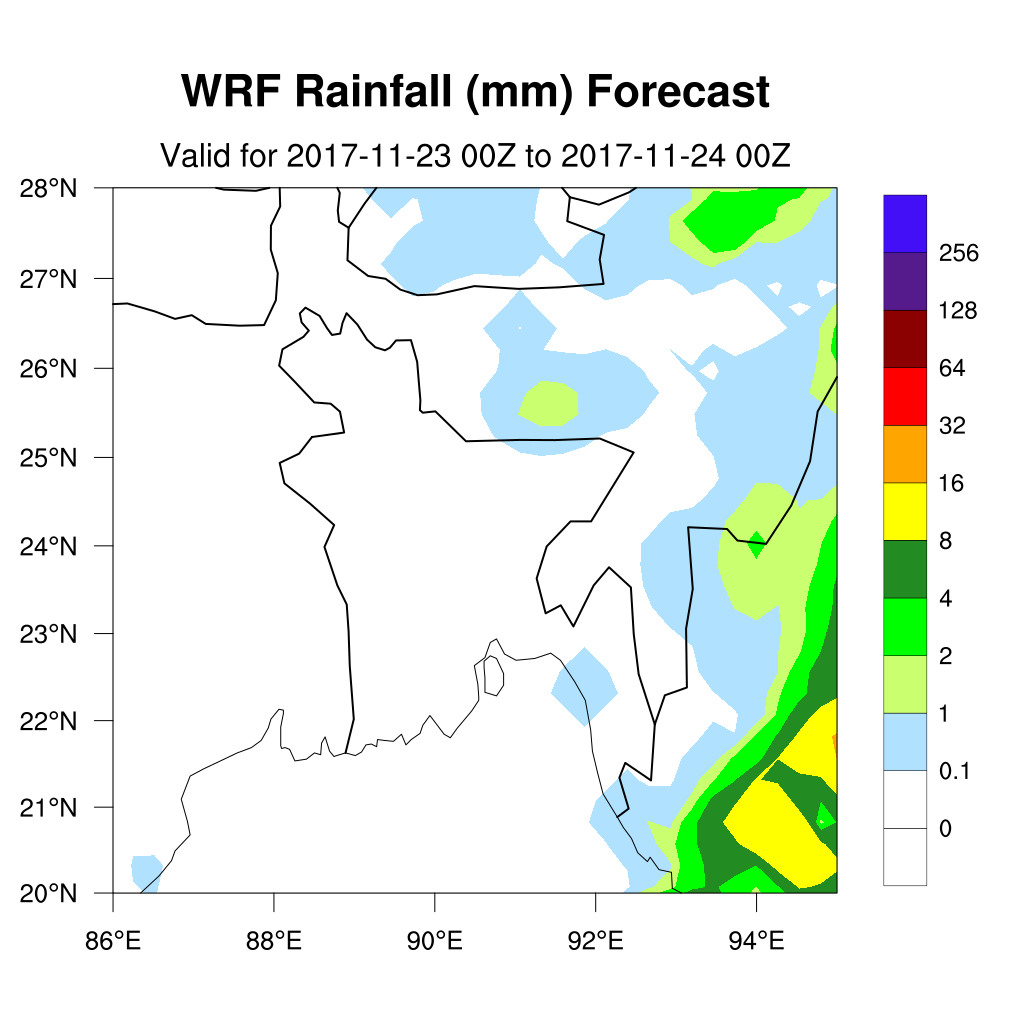 WRF Rainfall (mm) Forecast
Valid for 2017-11-23 00Z to 2017-11-24 00Z
28°N
27°N
26°N
25°N
24°N
23°N
22°N
21°N
20°N
86°E 88°E 90°E 92°E 94°E
256
128
64
32
16
8
4
2
1
0.1
0